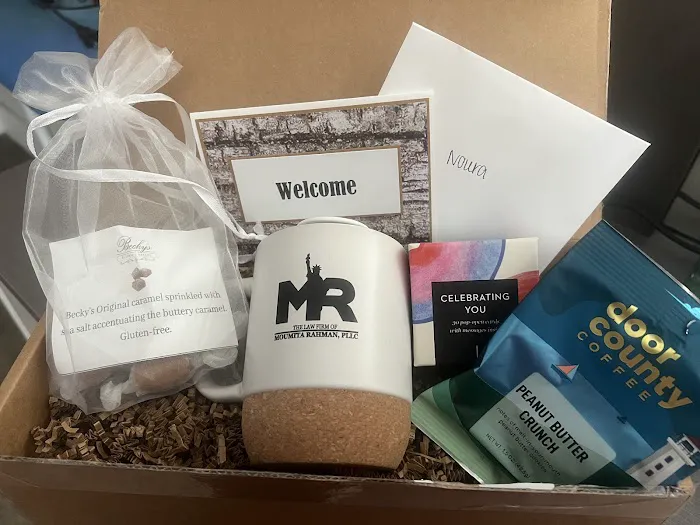 Welcome
Noura
Becky's
Becky's Original caramel sprinkled with
sea salt accentuating the buttery caramel.
Gluten-free.
MR
THE LAW FIRM OF
MOUMITA RAHMAN, PLLC
CELEBRATING
YOU
door
county
COFFEE
PEANUT BUTTER
CRUNCH